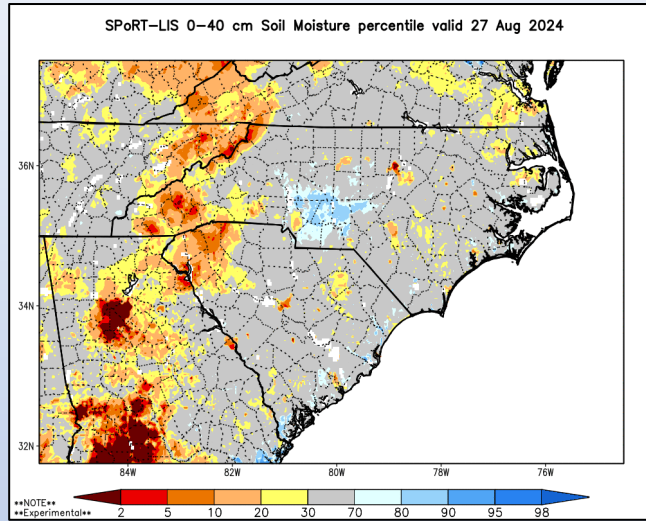 SPoRT-LIS 0-40 cm Soil Moisture percentile valid 27 Aug 2024
36N
34N
32N
84W 82W 80W 78W 76W
**NOTE**
**Experimental**
2 5 10 20 30 70 80 90 95 98